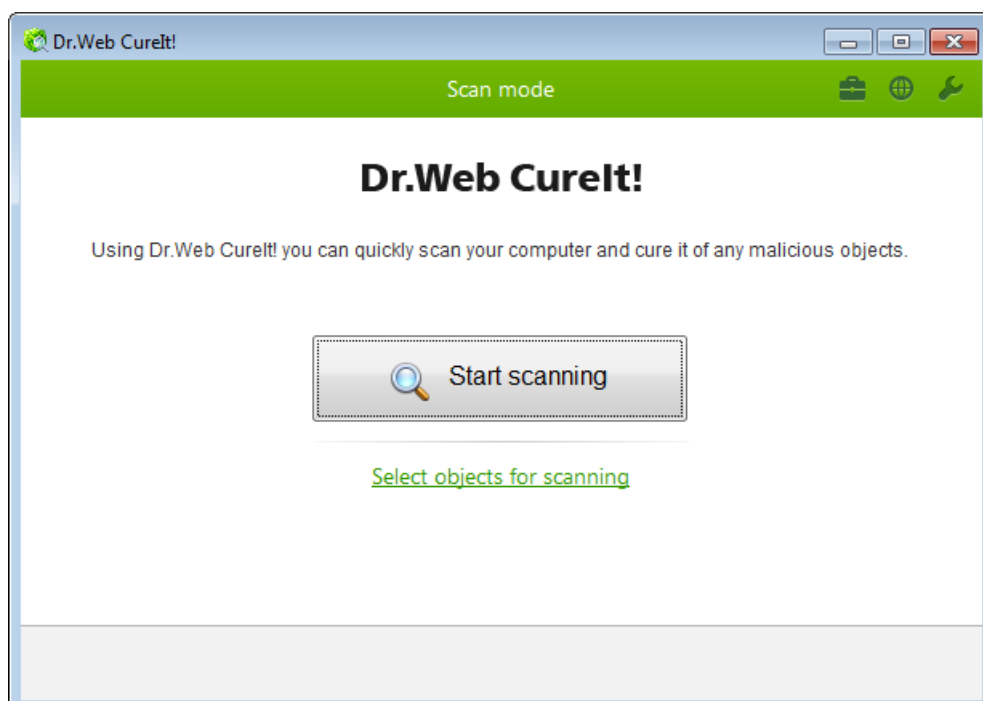 Dr.Web CureIt!
Scan mode
Dr.Web CureIt!
Using Dr.Web CureIt! you can quickly scan your computer and cure it of any malicious objects.
Start scanning
Select objects for scanning